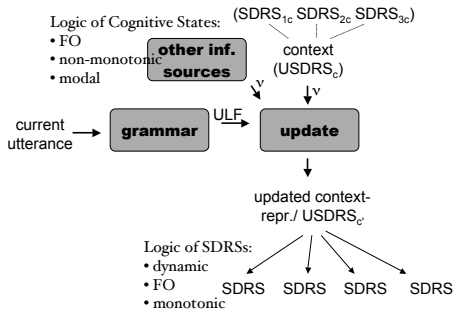 Logic of Cognitive States:
• FO
• non-monotonic
• modal
(SDRS1c SDRS2c SDRS3c)
other inf.
sources
context
(USDRSc)
ν
ν
current
utterance
grammar
ULF
update
updated context-
repr./ USDRSc'
Logic of SDRSs:
• dynamic
• FO
• monotonic
SDRS SDRS SDRS SDRS